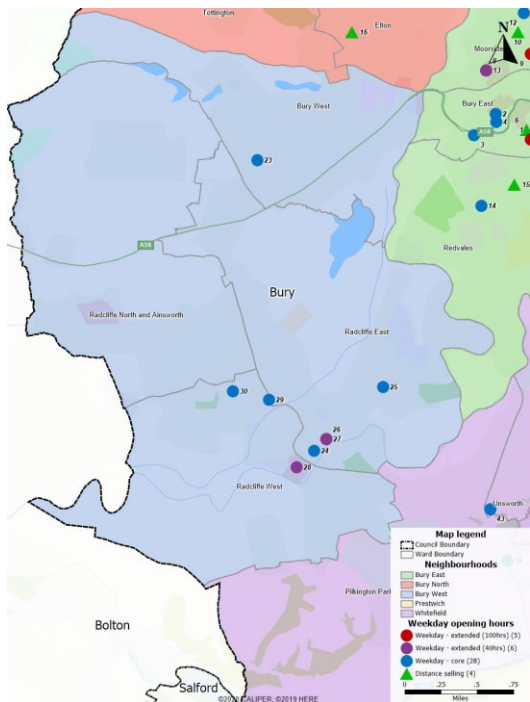 Tottington
Elton
16
12
10
N
Moorside
9
8
13
Bury West
Bury East
2
4
6
1
A58
3
23
15
14
Redvales
A58
Bury
Radcliffe North and Ainsworth
Radcliffe East
30
29
25
26
27
24
28
Radcliffe West
Unsworth
43
Map legend
Council Boundary
Ward Boundary
Neighbourhoods
Bury East
Bury North
Bury West
Prestwich
Whitefield
Weekday opening hours
Weekday - extended (100hrs) (5)
Weekday - extended (40hrs) (6)
Weekday - core (28)
Distance selling (4)
0 .25 .5 .75
Miles
Pilkington Park
Bolton
Salford
CALIPER, ©2019 HERE